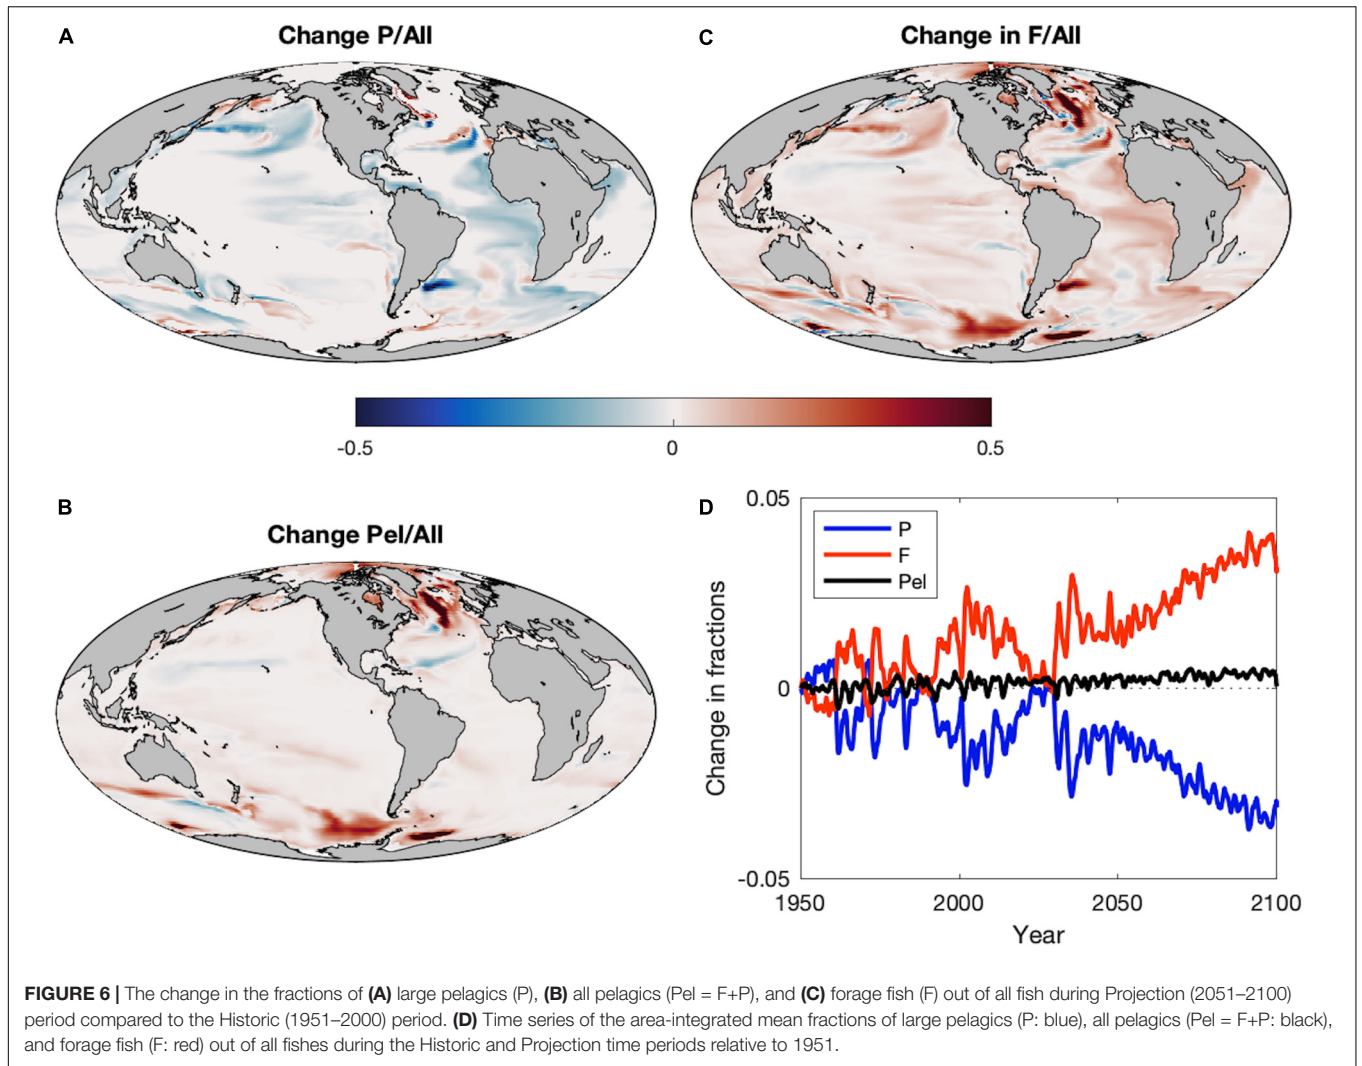 A
Change P/All
C
Change in F/All
-0.5
0
0.5
B
Change Pel/All
D
0.05
0
-0.05
Change in fractions
P
F
Pel
1950
2000
2050
2100
Year
FIGURE 6 | The change in the fractions of (A) large pelagics (P), (B) all pelagics (Pel = F+P), and (C) forage fish (F) out of all fish during Projection (2051–2100)
period compared to the Historic (1951–2000) period. (D) Time series of the area-integrated mean fractions of large pelagics (P: blue), all pelagics (Pel = F+P: black),
and forage fish (F: red) out of all fishes during the Historic and Projection time periods relative to 1951.